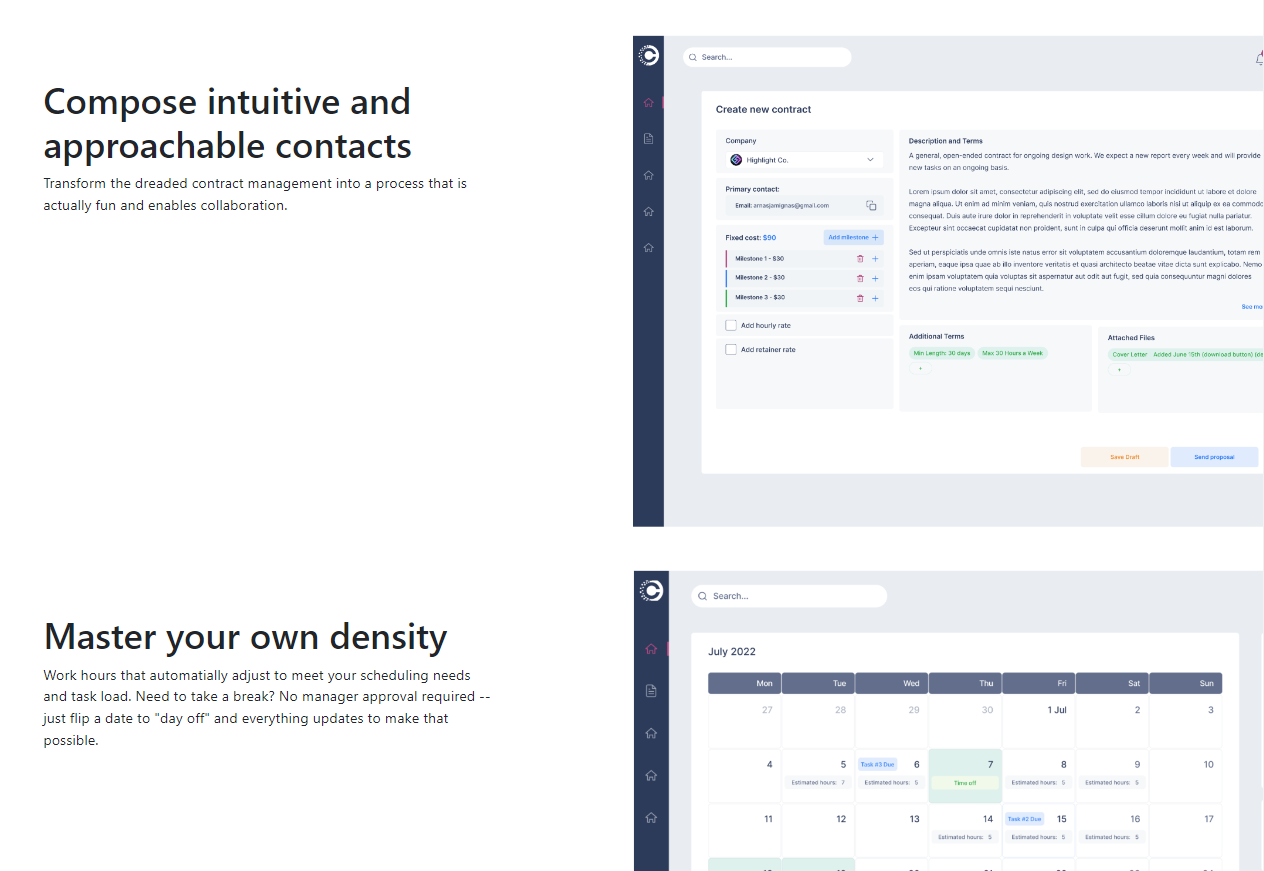 Compose intuitive and
approachable contacts
Transform the dreaded contract management into a process that is
actually fun and enables collaboration.
Search...
Create new contract
Company
Highlight Co.
Primary contact:
Email: arnasjamignas@gmail.com
Fixed cost: $90
Add milestone +
Milestone 1 - $30
Milestone 2 - $30
Milestone 3 - $30
Add hourly rate
Add retainer rate
Description and Terms
A general, open-ended contract for ongoing design work. We expect a new report every week and will provide
new tasks on an ongoing basis.
Lorem ipsum dolor sit amet, consectetur adipiscing elit, sed do eiusmod tempor incididunt ut labore et dolore
magna aliqua. Ut enim ad minim veniam, quis nostrud exercitation ullamco laboris nisi ut aliquip ex ea commodo
consequat. Duis aute irure dolor in reprehenderit in voluptate velit esse cillum dolore eu fugiat nulla pariatur.
Excepteur sint occaecat cupidatat non proident, sunt in culpa qui officia deserunt mollit anim id est laborum.
Sed ut perspiciatis unde omnis iste natus error sit voluptatem accusantium doloremque laudantium, totam rem
aperiam, eaque ipsa quae ab illo inventore veritatis et quasi architecto beatae vitae dicta sunt explicabo. Nemo
enim ipsam voluptatem quia voluptas sit aspernatur aut odit aut fugit, sed quia consequuntur magni dolores
eos qui ratione voluptatem sequi nesciunt.
See mo
Additional Terms
Min Length: 30 days Max 30 Hours a Week
+
Attached Files
Cover Letter Added June 15th (download button) (de
+
Save Draft Send proposal
Master your own density
Work hours that automatially adjust to meet your scheduling needs
and task load. Need to take a break? No manager approval required --
just flip a date to "day off" and everything updates to make that
possible.
Search...
July 2022
Mon Tue Wed Thu Fri Sat Sun
27 28 29 30 1 Jul 2 3
4 5 Task #3 Due 6 7 8 9 10
Estimated hours: 7 Estimated hours: 5 Time off Estimated hours: 5 Estimated hours: 5
11 12 13 14 Task #2 Due 15 16 17
Estimated hours: 5 Estimated hours: 5 Estimated hours: 5